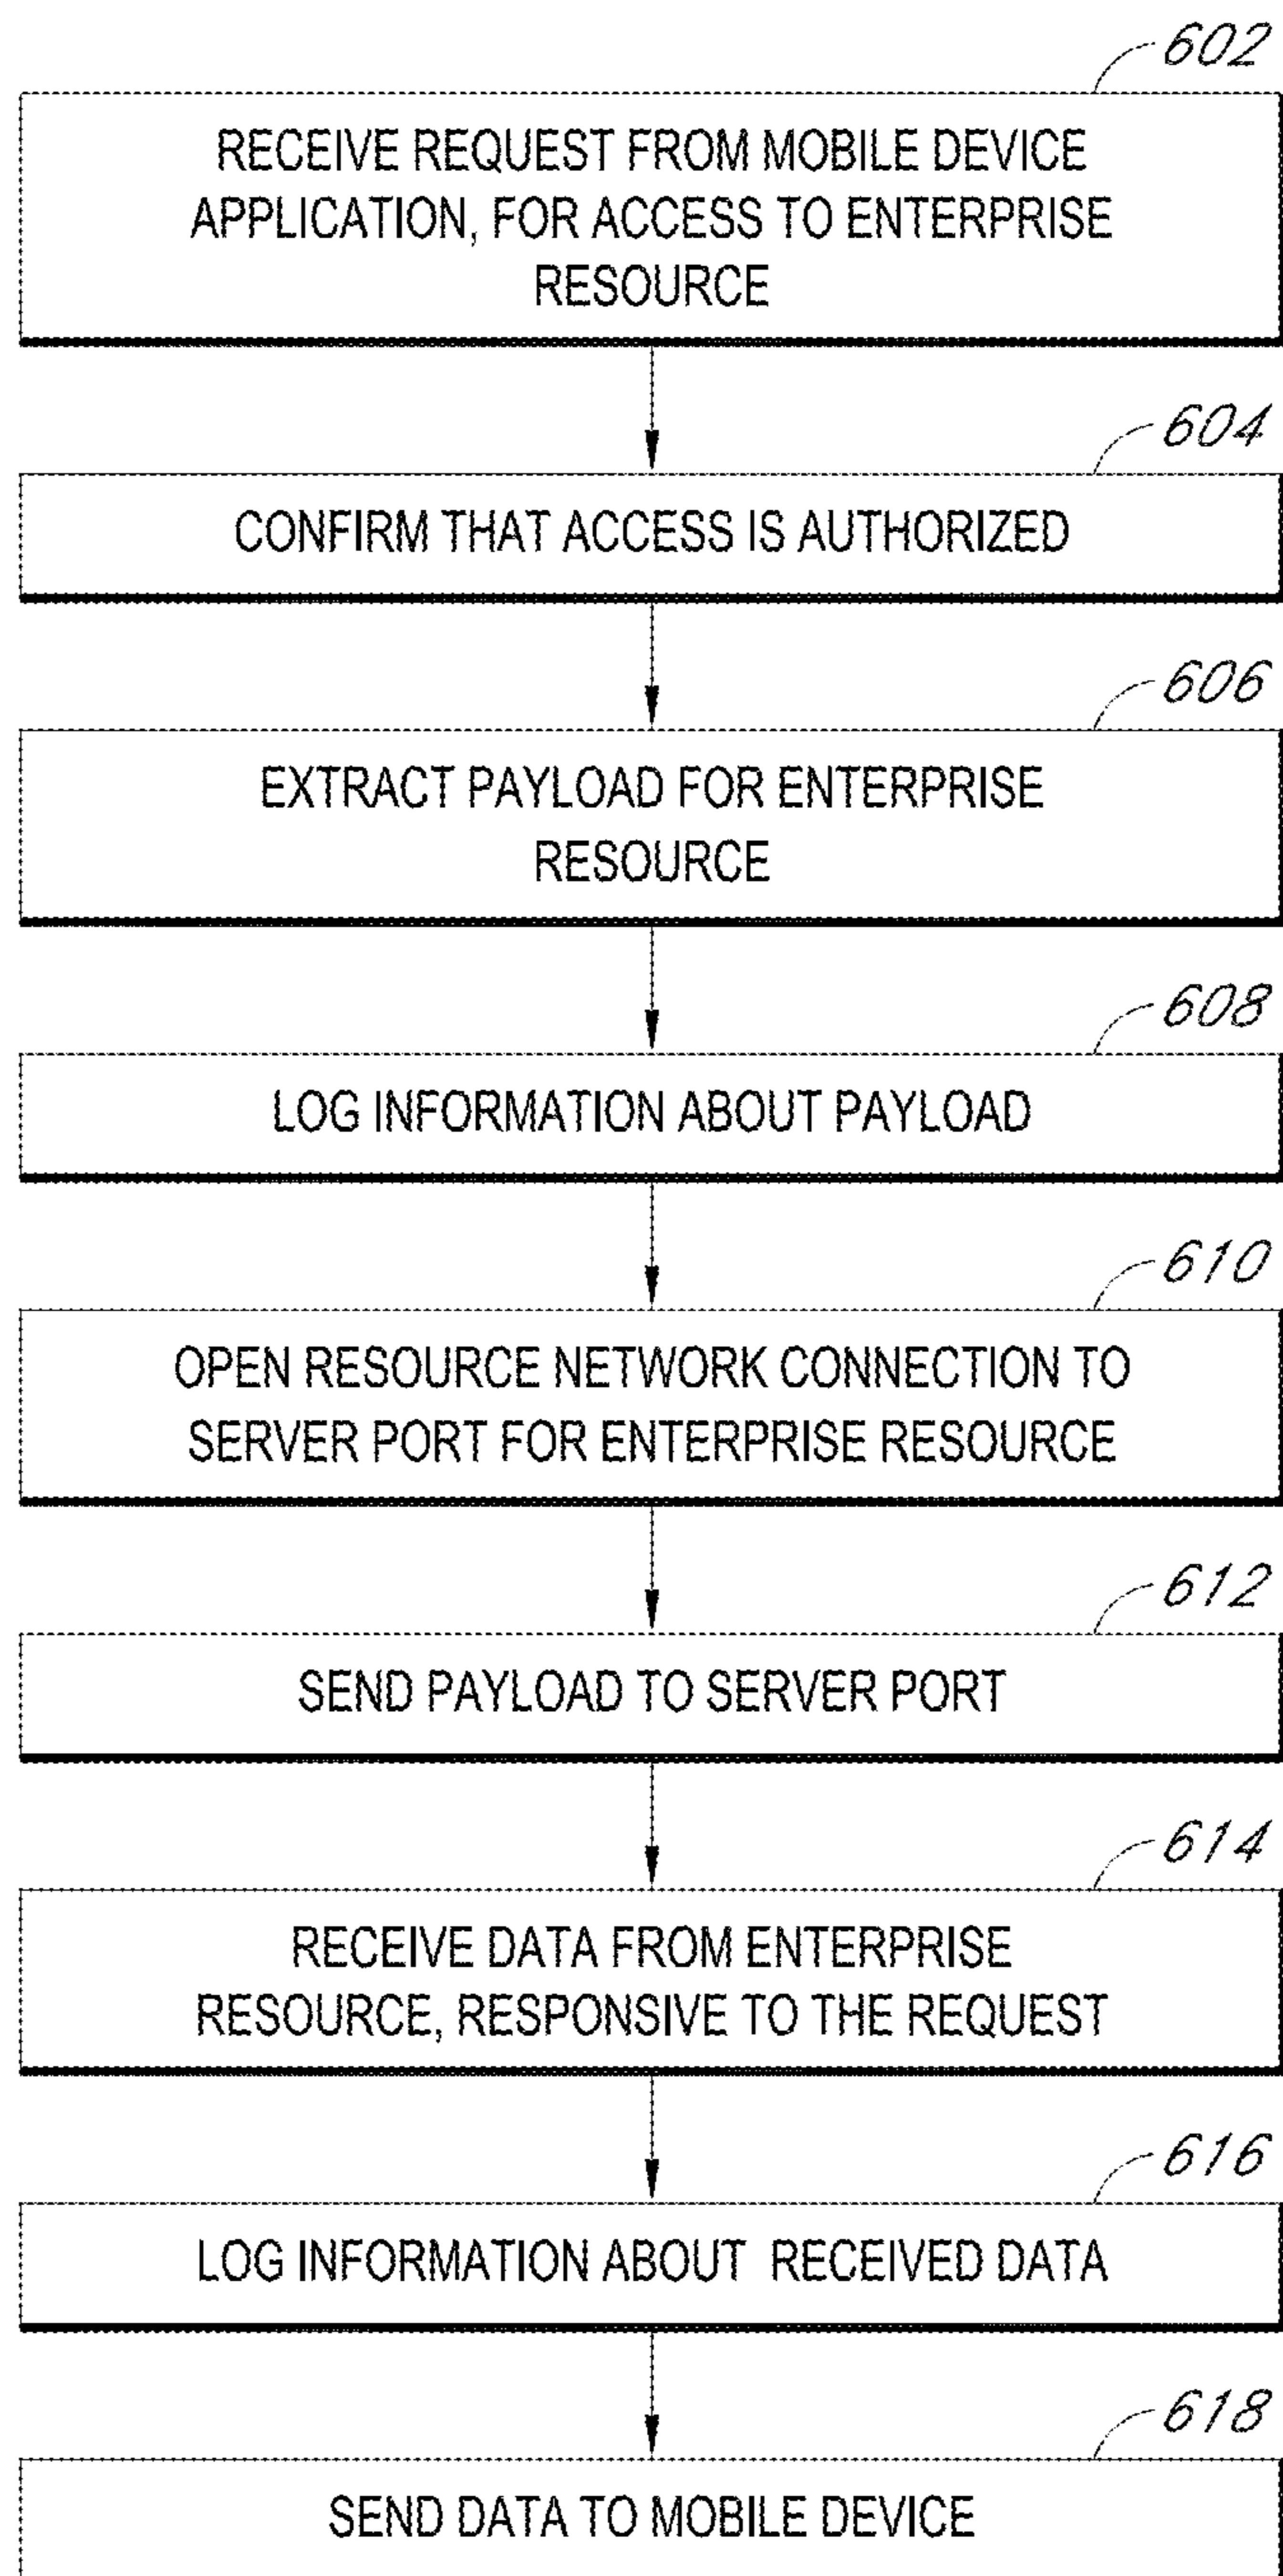 602
RECEIVE REQUEST FROM MOBILE DEVICE
APPLICATION, FOR ACCESS TO ENTERPRISE
RESOURCE
604
CONFIRM THAT ACCESS IS AUTHORIZED
606
EXTRACT PAYLOAD FOR ENTERPRISE
RESOURCE
608
LOG INFORMATION ABOUT PAYLOAD
610
OPEN RESOURCE NETWORK CONNECTION TO
SERVER PORT FOR ENTERPRISE RESOURCE
612
SEND PAYLOAD TO SERVER PORT
614
RECEIVE DATA FROM ENTERPRISE
RESOURCE, RESPONSIVE TO THE REQUEST
616
LOG INFORMATION ABOUT RECEIVED DATA
618
SEND DATA TO MOBILE DEVICE